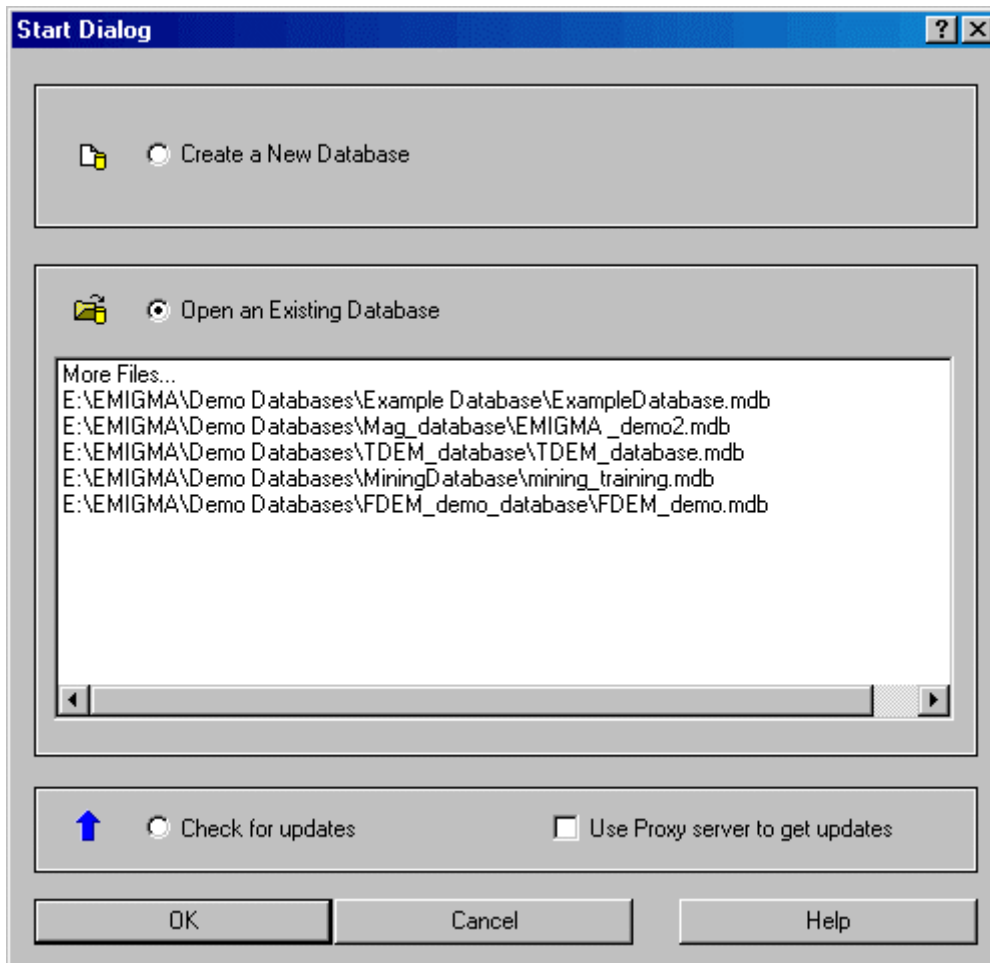 Start Dialog
Create a New Database
Open an Existing Database
More Files...
E:\EMIGMA\Demo Databases\Example Database\ExampleDatabase.mdb
E:\EMIGMA\Demo Databases\Mag_database\EMIGMA _demo2.mdb
E:\EMIGMA\Demo Databases\TDEM_database\TDEM_database.mdb
E:\EMIGMA\Demo Databases\MiningDatabase\mining_training.mdb
E:\EMIGMA\Demo Databases\FDEM_demo_database\FDEM_demo.mdb
Check for updates
Use Proxy server to get updates
OK
Cancel
Help